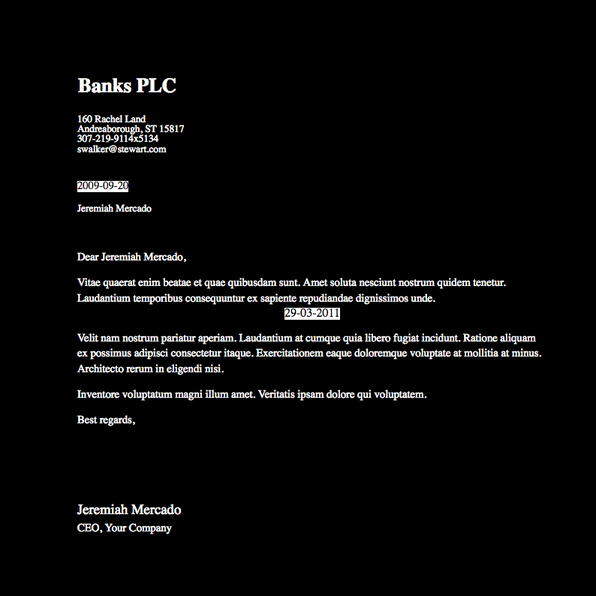 Banks PLC
160 Rachel Land
Andreaborough, ST 15817
307-219-9114x5134
swalker@stewart.com
2009-09-20
Jeremiah Mercado
Dear Jeremiah Mercado,
Vitae quaerat enim beatae et quae quibusdam sunt. Amet soluta nesciunt nostrum quidem tenetur.
Laudantium temporibus consequuntur ex sapiente repudiandae dignissimos unde.
29-03-2011
Velit nam nostrum pariatur aperiam. Laudantium at cumque quia libero fugiat incidunt. Ratione aliquam
ex possimus adipisci consectetur itaque. Exercitationem eaque doloremque voluptate at mollitia at minus.
Architecto rerum in eligendi nisi.
Inventore voluptatum magni illum amet. Veritatis ipsam dolore qui voluptatem.
Best regards,
Jeremiah Mercado
CEO, Your Company